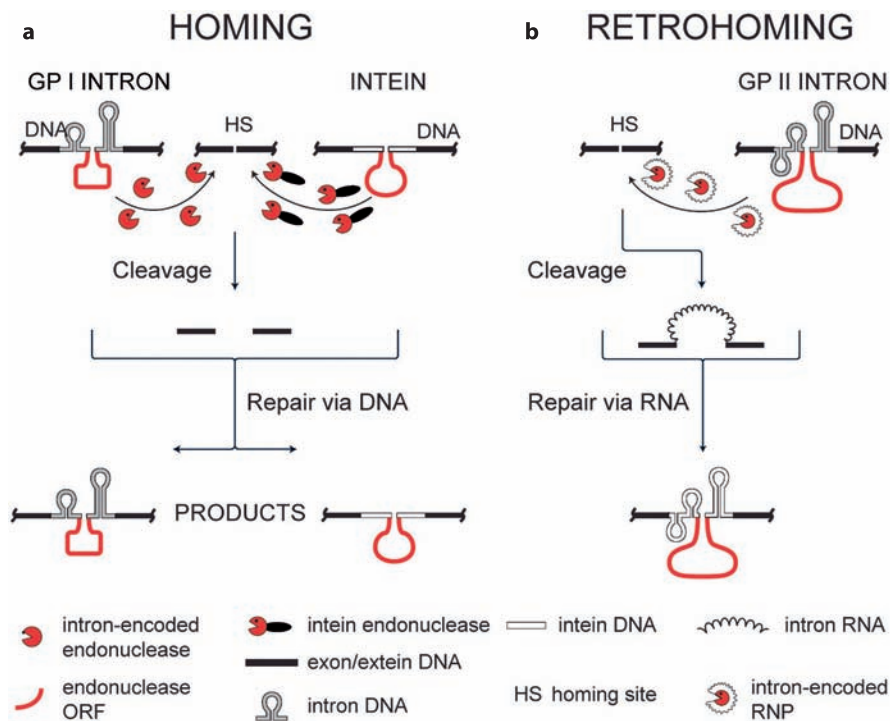 a HOMING
GP I INTRON
INTEIN
DNA
HS
DNA
Cleavage
Repair via DNA
PRODUCTS
b RETROHOMING
GP II INTRON
HS
DNA
Cleavage
Repair via RNA
intron-encoded
endonuclease
endonuclease
ORF
intein endonuclease
exon/extein DNA
intron DNA
intein DNA
HS homing site
intron RNA
intron-encoded
RNP